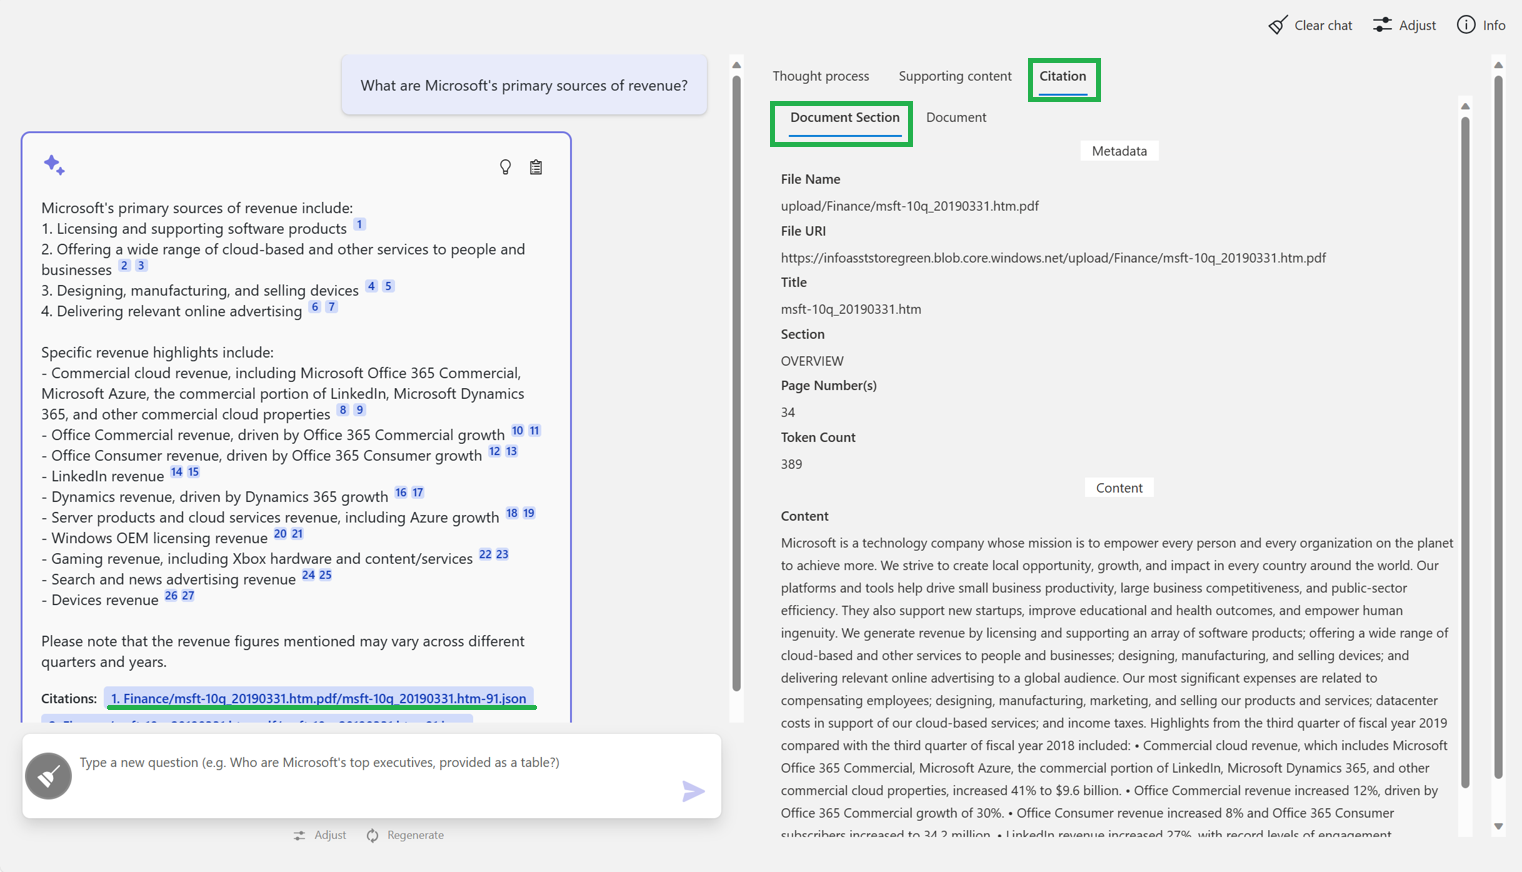 Clear chat
Adjust
Info
What are Microsoft's primary sources of revenue?
Microsoft's primary sources of revenue include:
1. Licensing and supporting software products 1
2. Offering a wide range of cloud-based and other services to people and
businesses 2 3
3. Designing, manufacturing, and selling devices 4 5
4. Delivering relevant online advertising 6 7
Specific revenue highlights include:
- Commercial cloud revenue, including Microsoft Office 365 Commercial,
Microsoft Azure, the commercial portion of LinkedIn, Microsoft Dynamics
365, and other commercial cloud properties 8 9
- Office Commercial revenue, driven by Office 365 Commercial growth 10 11
- Office Consumer revenue, driven by Office 365 Consumer growth 12 13
- LinkedIn revenue 14 15
- Dynamics revenue, driven by Dynamics 365 growth 16 17
- Server products and cloud services revenue, including Azure growth 18 19
- Windows OEM licensing revenue 20 21
- Gaming revenue, including Xbox hardware and content/services 22 23
- Search and news advertising revenue 24 25
- Devices revenue 26 27
Please note that the revenue figures mentioned may vary across different
quarters and years.
Citations: 1. Finance/msft-10q_20190331.htm.pdf/msft-10q_20190331.htm-91.json
Type a new question (e.g. Who are Microsoft's top executives, provided as a table?)
Adjust
Regenerate
Thought process
Supporting content
Citation
Document Section
Document
Metadata
File Name
upload/Finance/msft-10q_20190331.htm.pdf
File URI
https://infoasststoregreen.blob.core.windows.net/upload/Finance/msft-10q_20190331.htm.pdf
Title
msft-10q_20190331.htm
Section
OVERVIEW
Page Number(s)
34
Token Count
389
Content
Content
Microsoft is a technology company whose mission is to empower every person and every organization on the planet
to achieve more. We strive to create local opportunity, growth, and impact in every country around the world. Our
platforms and tools help drive small business productivity, large business competitiveness, and public-sector
efficiency. They also support new startups, improve educational and health outcomes, and empower human
ingenuity. We generate revenue by licensing and supporting an array of software products; offering a wide range of
cloud-based and other services to people and businesses; designing, manufacturing, and selling devices; and
delivering relevant online advertising to a global audience. Our most significant expenses are related to
compensating employees; designing, manufacturing, marketing, and selling our products and services; datacenter
costs in support of our cloud-based services; and income taxes. Highlights from the third quarter of fiscal year 2019
compared with the third quarter of fiscal year 2018 included: • Commercial cloud revenue, which includes Microsoft
Office 365 Commercial, Microsoft Azure, the commercial portion of LinkedIn, Microsoft Dynamics 365, and other
commercial cloud properties, increased 41% to $9.6 billion. • Office Commercial revenue increased 12%, driven by
Office 365 Commercial growth of 30%. • Office Consumer revenue increased 8% and Office 365 Consumer
subscribers increased to 34.2 million. • LinkedIn revenue increased 27%, with record levels of engagement